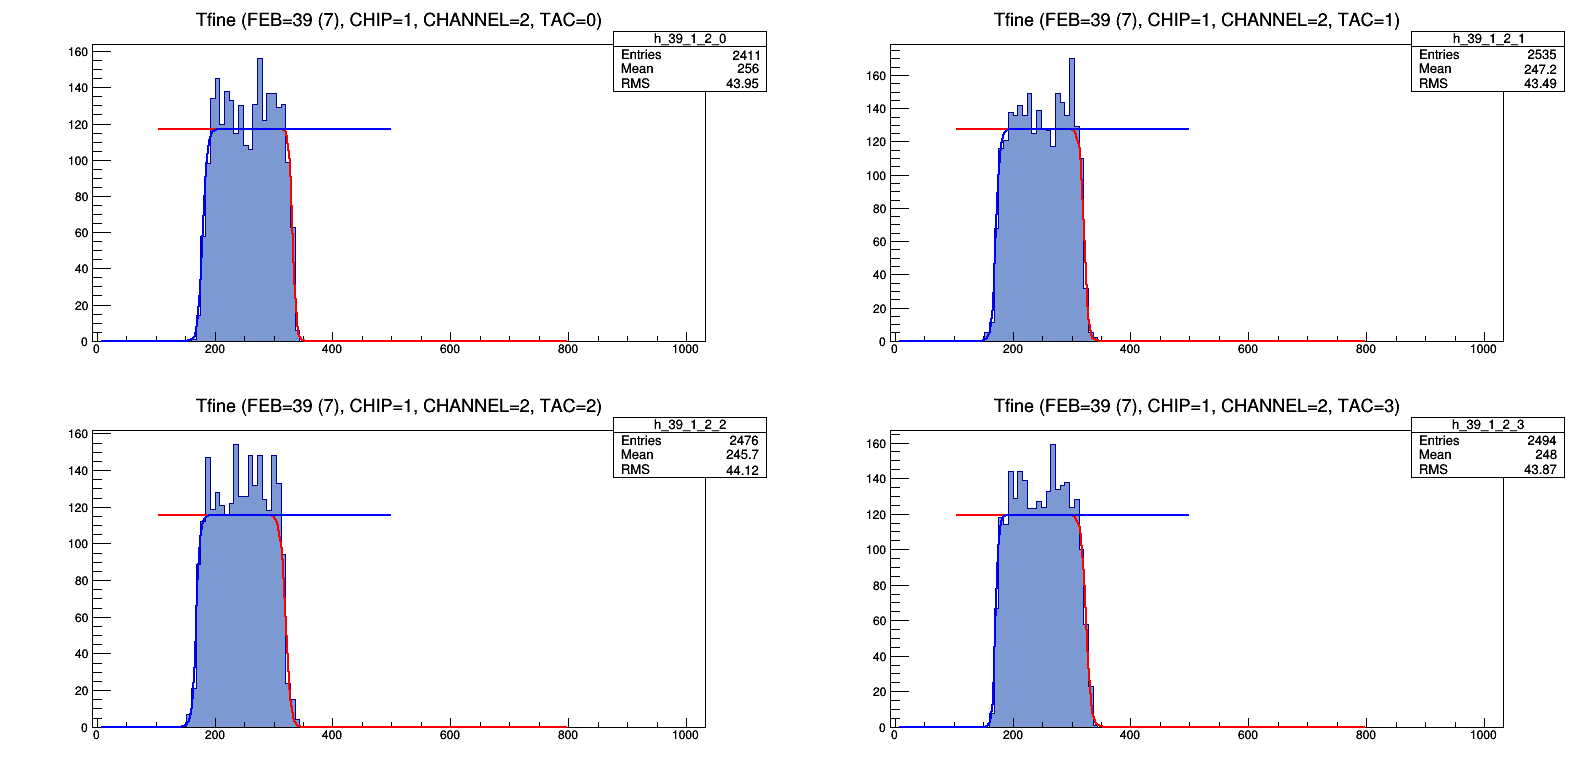 Tfine (FEB=39 (7), CHIP=1, CHANNEL=2, TAC=0)
h_39_1_2_0
Entries 2411
Mean 256
RMS 43.95
160
140
120
100
80
60
40
20
0
0 200 400 600 800 1000
Tfine (FEB=39 (7), CHIP=1, CHANNEL=2, TAC=1)
h_39_1_2_1
Entries 2535
Mean 247.2
RMS 43.49
160
140
120
100
80
60
40
20
0
0 200 400 600 800 1000
Tfine (FEB=39 (7), CHIP=1, CHANNEL=2, TAC=2)
h_39_1_2_2
Entries 2476
Mean 245.7
RMS 44.12
160
140
120
100
80
60
40
20
0
0 200 400 600 800 1000
Tfine (FEB=39 (7), CHIP=1, CHANNEL=2, TAC=3)
h_39_1_2_3
Entries 2494
Mean 248
RMS 43.87
160
140
120
100
80
60
40
20
0
0 200 400 600 800 1000